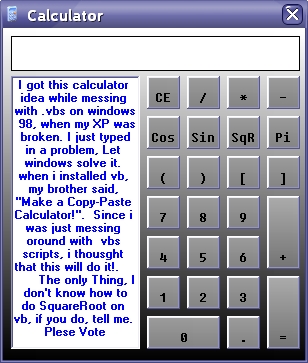 Calculator
I got this calculator
idea while messing
with .vbs on windows
98, when my XP was
broken. I just typed
in a problem, Let
windows solve it.
when i installed vb,
my brother said,
"Make a Copy-Paste
Calculator!". Since i
was just messing
oround with vbs
scripts, i thousght
that this will do it!.
The only Thing, I
don't know how to
do SquareRoot on
vb, if you do, tell me.
Plese Vote
CE / * -
Cos Sin SqR Pi
( ) [ ]
7 8 9
4 5 6 +
1 2 3
0 . =